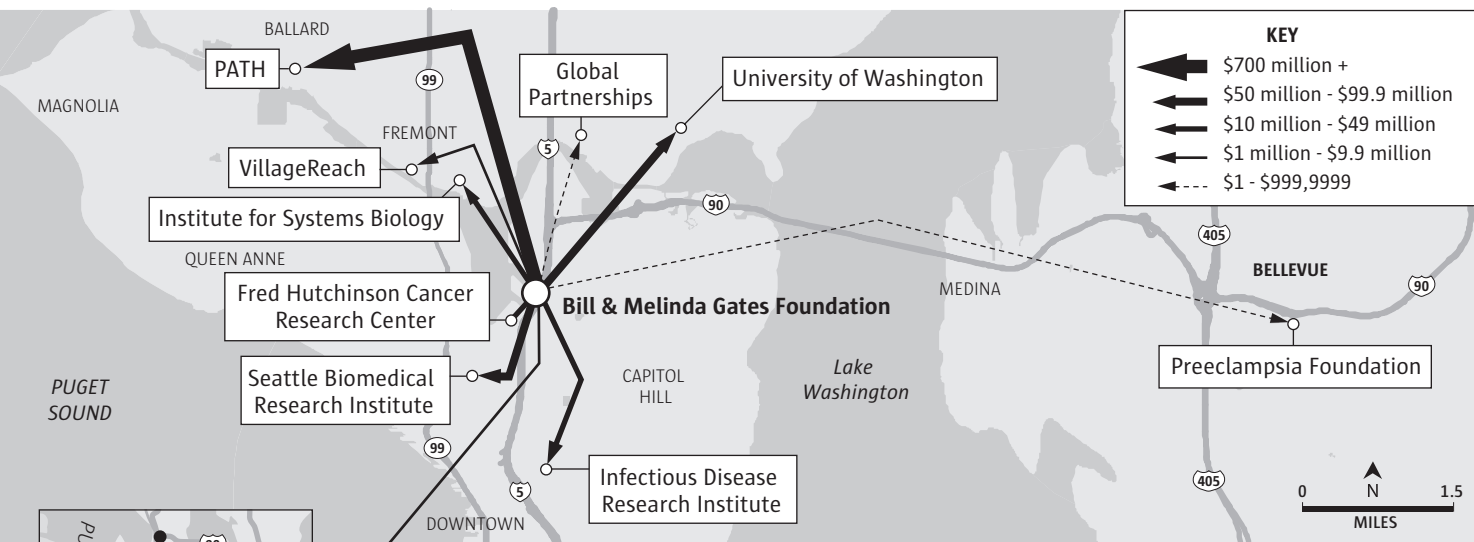 BALLARD
PATH
99
MAGNOLIA
FREMONT
Global
Partnerships
University of Washington
5
VillageReach
Institute for Systems Biology
90
QUEEN ANNE
Fred Hutchinson Cancer
Research Center
Bill & Melinda Gates Foundation
MEDINA
Seattle Biomedical
Research Institute
PUGET
SOUND
CAPITOL
HILL
Lake
Washington
99
Infectious Disease
Research Institute
5
DOWNTOWN
PU
KEY
$700 million +
$50 million - $99.9 million
$10 million - $49 million
$1 million - $9.9 million
$1 - $999,9999
405
BELLEVUE
90
Preeclampsia Foundation
405
0 N 1.5
MILES